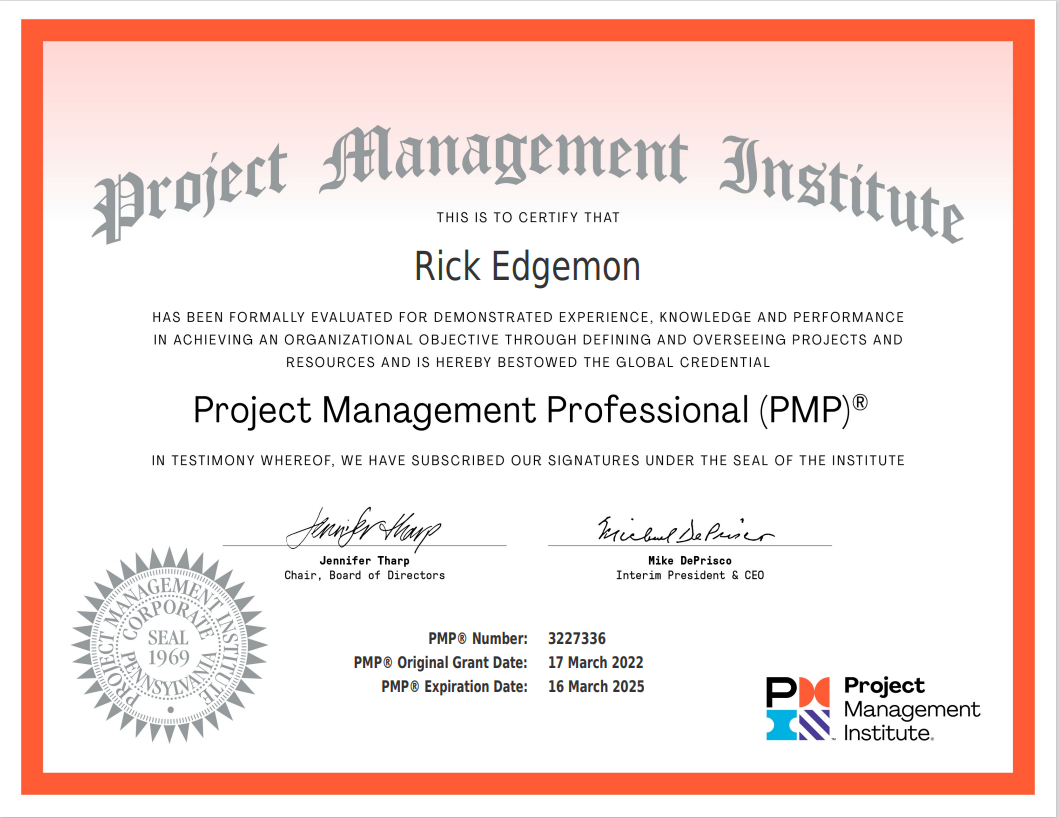 Project Management Institute
THIS IS TO CERTIFY THAT
Rick Edgemon
HAS BEEN FORMALLY EVALUATED FOR DEMONSTRATED EXPERIENCE, KNOWLEDGE AND PERFORMANCE
IN ACHIEVING AN ORGANIZATIONAL OBJECTIVE THROUGH DEFINING AND OVERSEEING PROJECTS AND
RESOURCES AND IS HEREBY BESTOWED THE GLOBAL CREDENTIAL
Project Management Professional (PMP)®
IN TESTIMONY WHEREOF, WE HAVE SUBSCRIBED OUR SIGNATURES UNDER THE SEAL OF THE INSTITUTE
Jennifer Tharp
Michael DePrisco
Jennifer Tharp
Mike DePrisco
Chair, Board of Directors
Interim President & CEO
PROJECT MANAGEMENT INSTITUTE
CORPORATE
SEAL
1969
PENNSYLVANIA
PMP® Number: 3227336
PMP® Original Grant Date: 17 March 2022
PMP® Expiration Date: 16 March 2025
Project
Management
Institute.